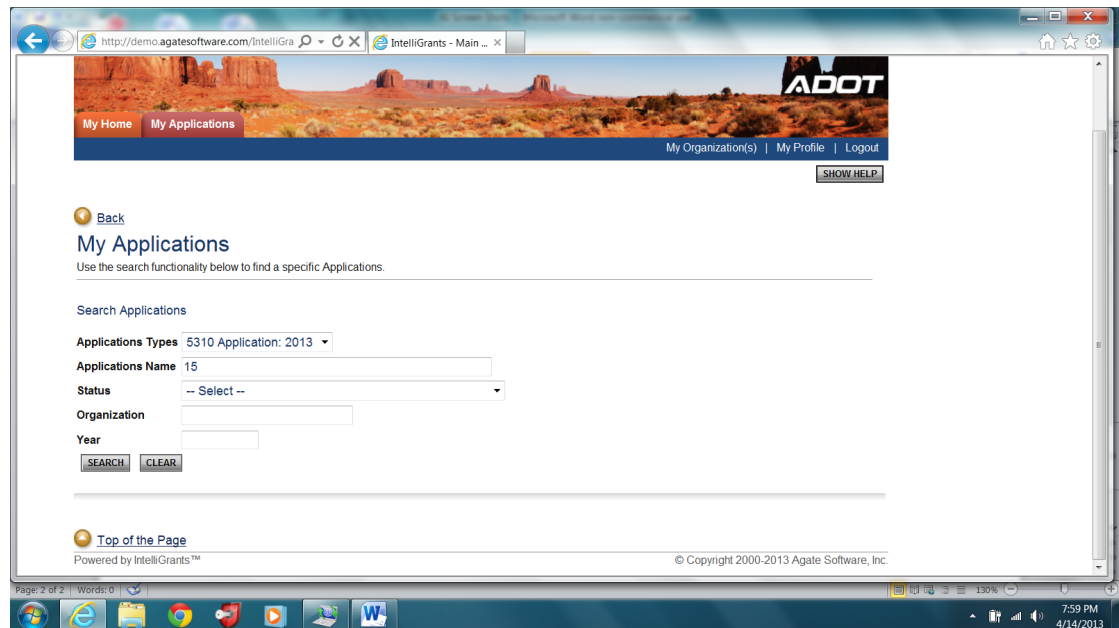 http://demo.agatesoftware.com/IntelliGra
IntelliGrants - Main ...
ADOT
My Home My Applications
My Organization(s) | My Profile | Logout
SHOW HELP
Back
My Applications
Use the search functionality below to find a specific Applications.
Search Applications
Applications Types 5310 Application: 2013
Applications Name 15
Status -- Select --
Organization
Year
SEARCH CLEAR
Top of the Page
Powered by IntelliGrants™ © Copyright 2000-2013 Agate Software, Inc.
Page: 2 of 2 Words: 0 130%
7:59 PM
4/14/2013